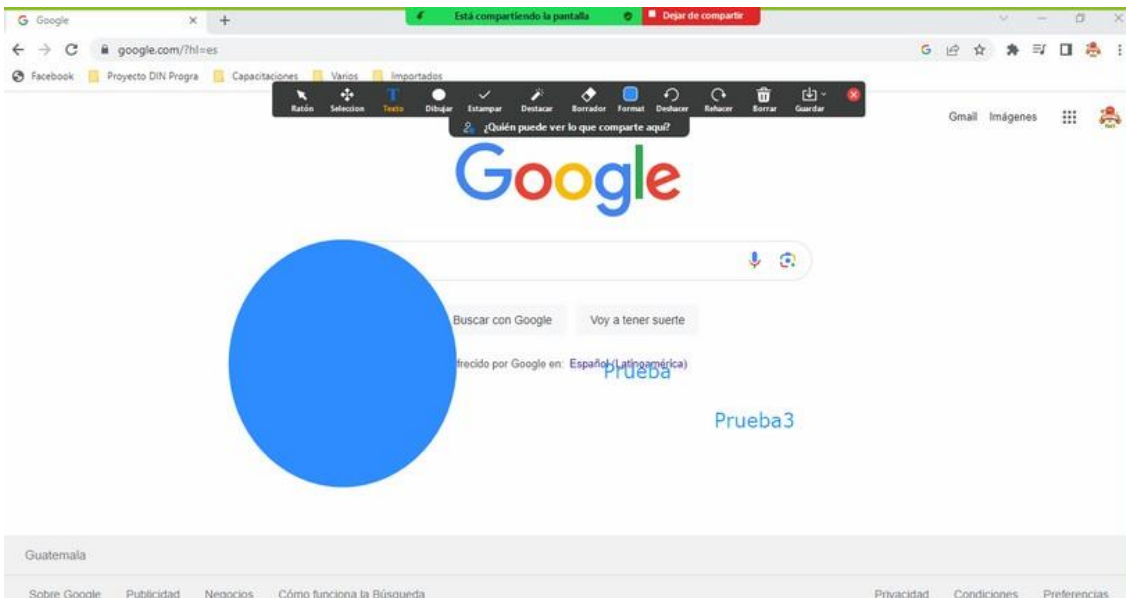 Google
Está compartiendo la pantalla
Dejar de compartir
google.com/?hl=es
Facebook Proyecto DIN Progra Capacitaciones Varios Importados
Ratón Seleccion Texto Dibujar Estampar Destacar Borrador Format Deshacer Rehacer Borrar Guardar
¿Quién puede ver lo que comparte aquí?
Gmail Imágenes
Google
Buscar con Google Voy a tener suerte
frecido por Google en: Español (Latinoamérica)
Prueba
Prueba3
Guatemala
Sobre Google Publicidad Negocios Cómo funciona la Búsqueda Privacidad Condiciones Preferencias